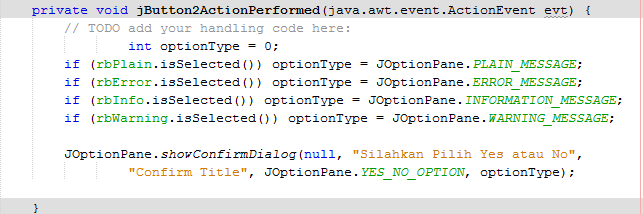 private void jButton2ActionPerformed(java.awt.event.ActionEvent evt) {
// TODO add your handling code here:
int optionType = 0;
if (rbPlain.isSelected()) optionType = JOptionPane.PLAIN_MESSAGE;
if (rbError.isSelected()) optionType = JOptionPane.ERROR_MESSAGE;
if (rbInfo.isSelected()) optionType = JOptionPane.INFORMATION_MESSAGE;
if (rbWarning.isSelected()) optionType = JOptionPane.WARNING_MESSAGE;
JOptionPane.showConfirmDialog(null, "Silahkan Pilih Yes atau No",
"Confirm Title", JOptionPane.YES_NO_OPTION, optionType);
}